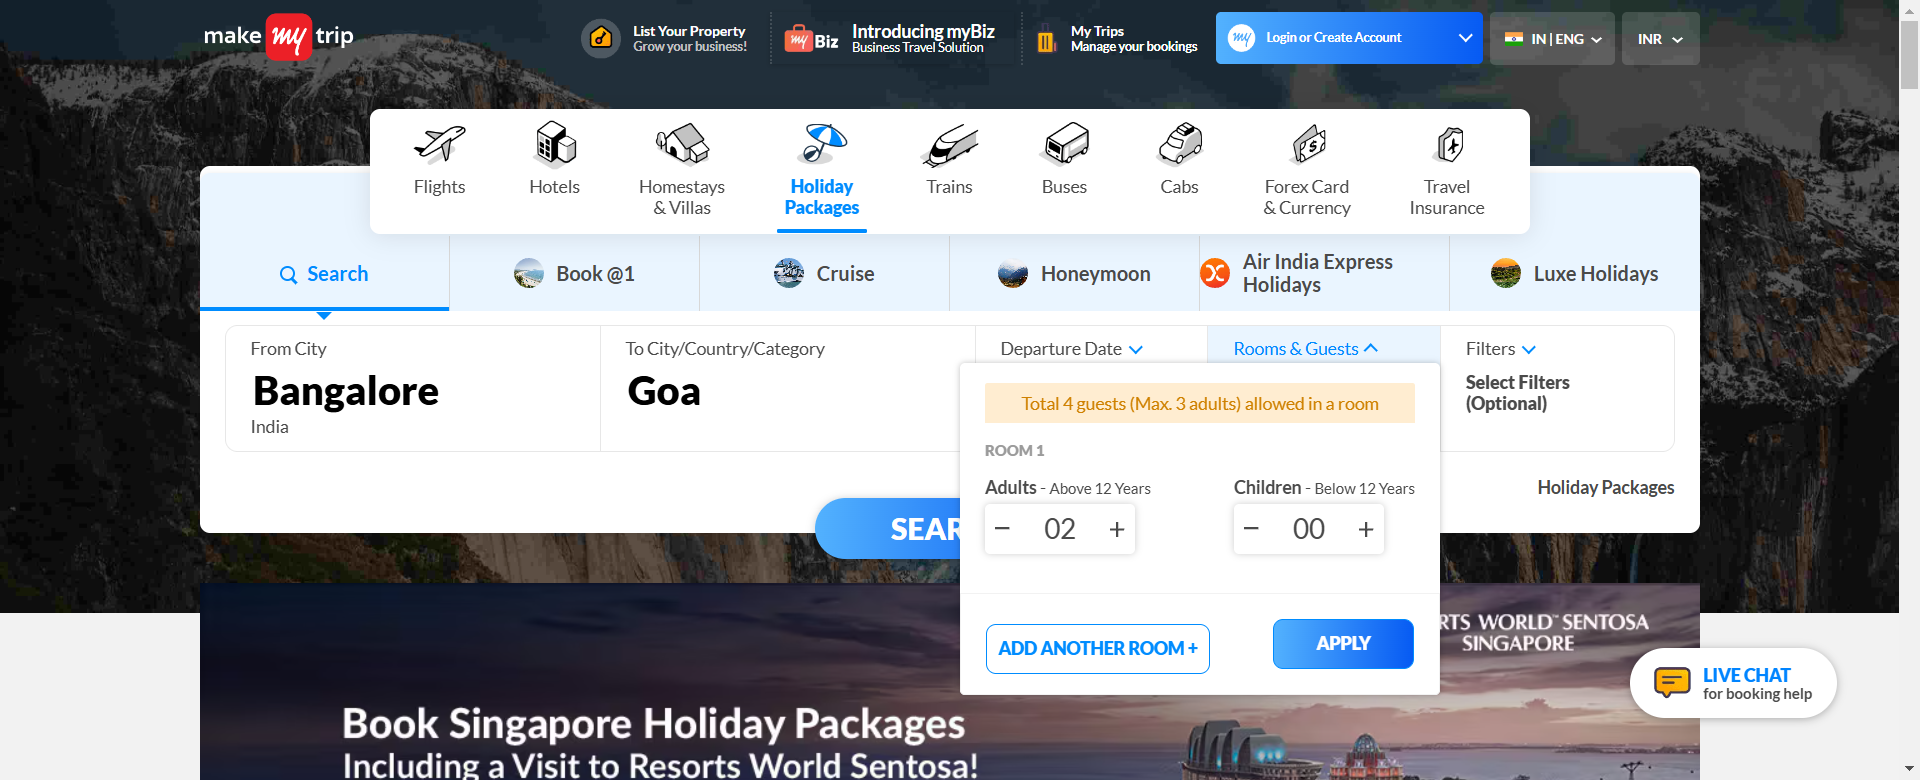 make my trip
List Your Property
Grow your business!
my Biz
Introducing myBiz
Business Travel Solution
My Trips
Manage your bookings
my
Login or Create Account
IN | ENG
INR
Flights
Hotels
Homestays
& Villas
Holiday
Packages
Trains
Buses
Cabs
Forex Card
& Currency
Travel
Insurance
Search
Book @1
Cruise
Honeymoon
Air India Express
Holidays
Luxe Holidays
From City
Bangalore
India
To City/Country/Category
Goa
Departure Date
Rooms & Guests
Filters
Select Filters
(Optional)
Total 4 guests (Max. 3 adults) allowed in a room
ROOM 1
Adults - Above 12 Years
Children - Below 12 Years
− 02 +
− 00 +
Holiday Packages
SEAR
ADD ANOTHER ROOM +
APPLY
RTS WORLD™ SENTOSA
SINGAPORE
LIVE CHAT
for booking help
Book Singapore Holiday Packages
Including a Visit to Resorts World Sentosa!